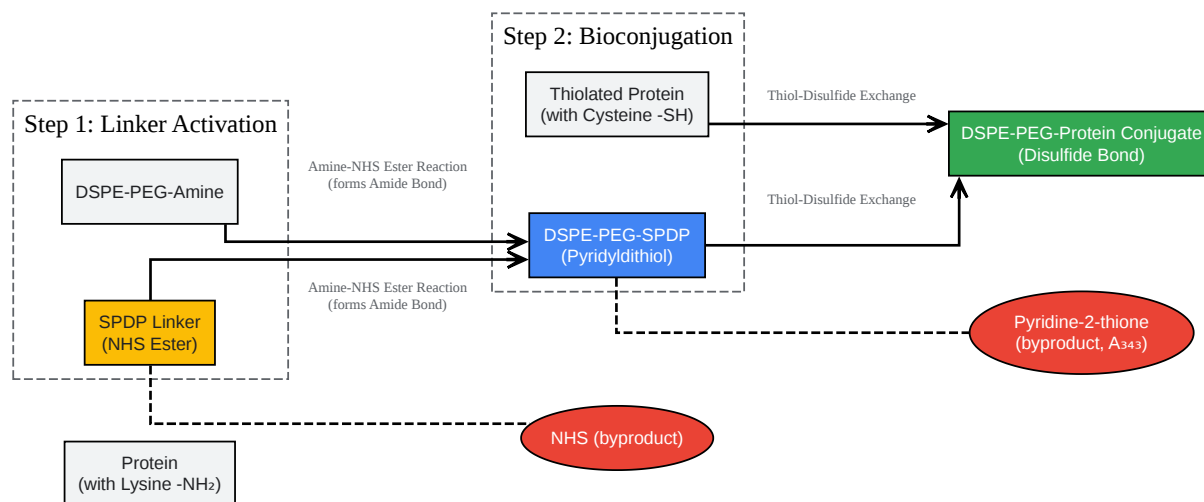 Step 2: Bioconjugation
Thiolated Protein
(with Cysteine -SH)
Thiol-Disulfide Exchange
DSPE-PEG-Protein Conjugate
(Disulfide Bond)
Step 1: Linker Activation
DSPE-PEG-Amine
Amine-NHS Ester Reaction
(forms Amide Bond)
Thiol-Disulfide Exchange
DSPE-PEG-SPDP
(Pyridyldithiol)
Amine-NHS Ester Reaction
(forms Amide Bond)
SPDP Linker
(NHS Ester)
Pyridine-2-thione
(byproduct, A₃₄₃)
NHS (byproduct)
Protein
(with Lysine -NH₂)